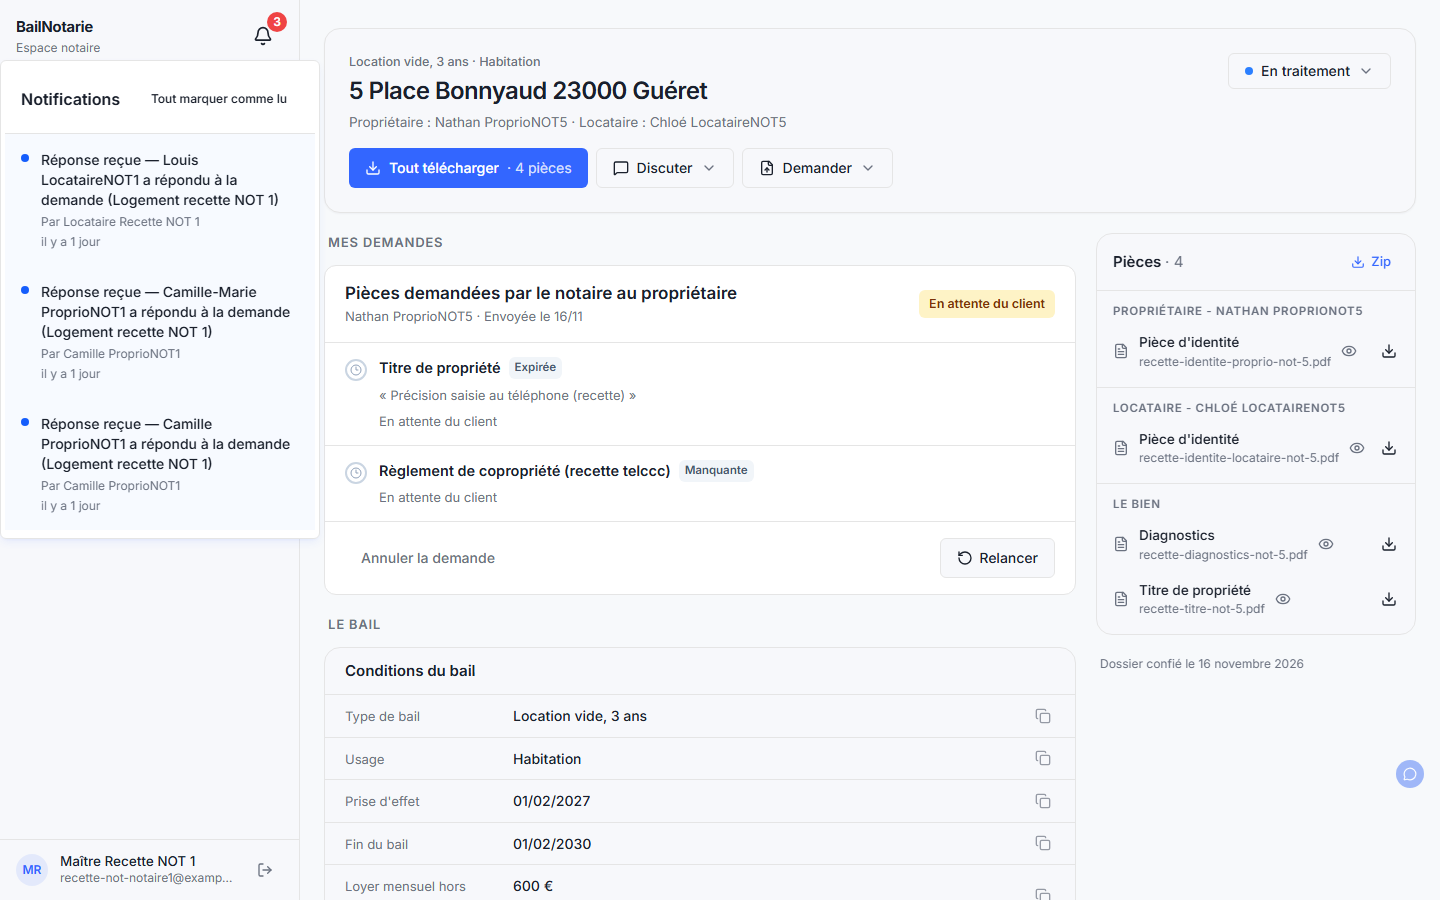 BailNotarie
Espace notaire
3
Notifications
Tout marquer comme lu
Réponse reçue — Louis
LocataireNOT1 a répondu à la
demande (Logement recette NOT 1)
Par Locataire Recette NOT 1
il y a 1 jour
Réponse reçue — Camille-Marie
ProprioNOT1 a répondu à la demande
(Logement recette NOT 1)
Par Camille ProprioNOT1
il y a 1 jour
Réponse reçue — Camille
ProprioNOT1 a répondu à la demande
(Logement recette NOT 1)
Par Camille ProprioNOT1
il y a 1 jour
MR
Maître Recette NOT 1
recette-not-notaire1@examp...
Location vide, 3 ans · Habitation
5 Place Bonnyaud 23000 Guéret
Propriétaire : Nathan ProprioNOT5 · Locataire : Chloé LocataireNOT5
En traitement
Tout télécharger · 4 pièces
Discuter
Demander
MES DEMANDES
Pièces demandées par le notaire au propriétaire
Nathan ProprioNOT5 · Envoyée le 16/11
En attente du client
Titre de propriété
Expirée
« Précision saisie au téléphone (recette) »
En attente du client
Règlement de copropriété (recette telccc)
Manquante
En attente du client
Annuler la demande
Relancer
LE BAIL
Conditions du bail
Type de bail
Location vide, 3 ans
Usage
Habitation
Prise d'effet
01/02/2027
Fin du bail
01/02/2030
Loyer mensuel hors
600 €
Pièces · 4
Zip
PROPRIÉTAIRE - NATHAN PROPRIONOT5
Pièce d'identité
recette-identite-proprio-not-5.pdf
LOCATAIRE - CHLOÉ LOCATAIRENOT5
Pièce d'identité
recette-identite-locataire-not-5.pdf
LE BIEN
Diagnostics
recette-diagnostics-not-5.pdf
Titre de propriété
recette-titre-not-5.pdf
Dossier confié le 16 novembre 2026